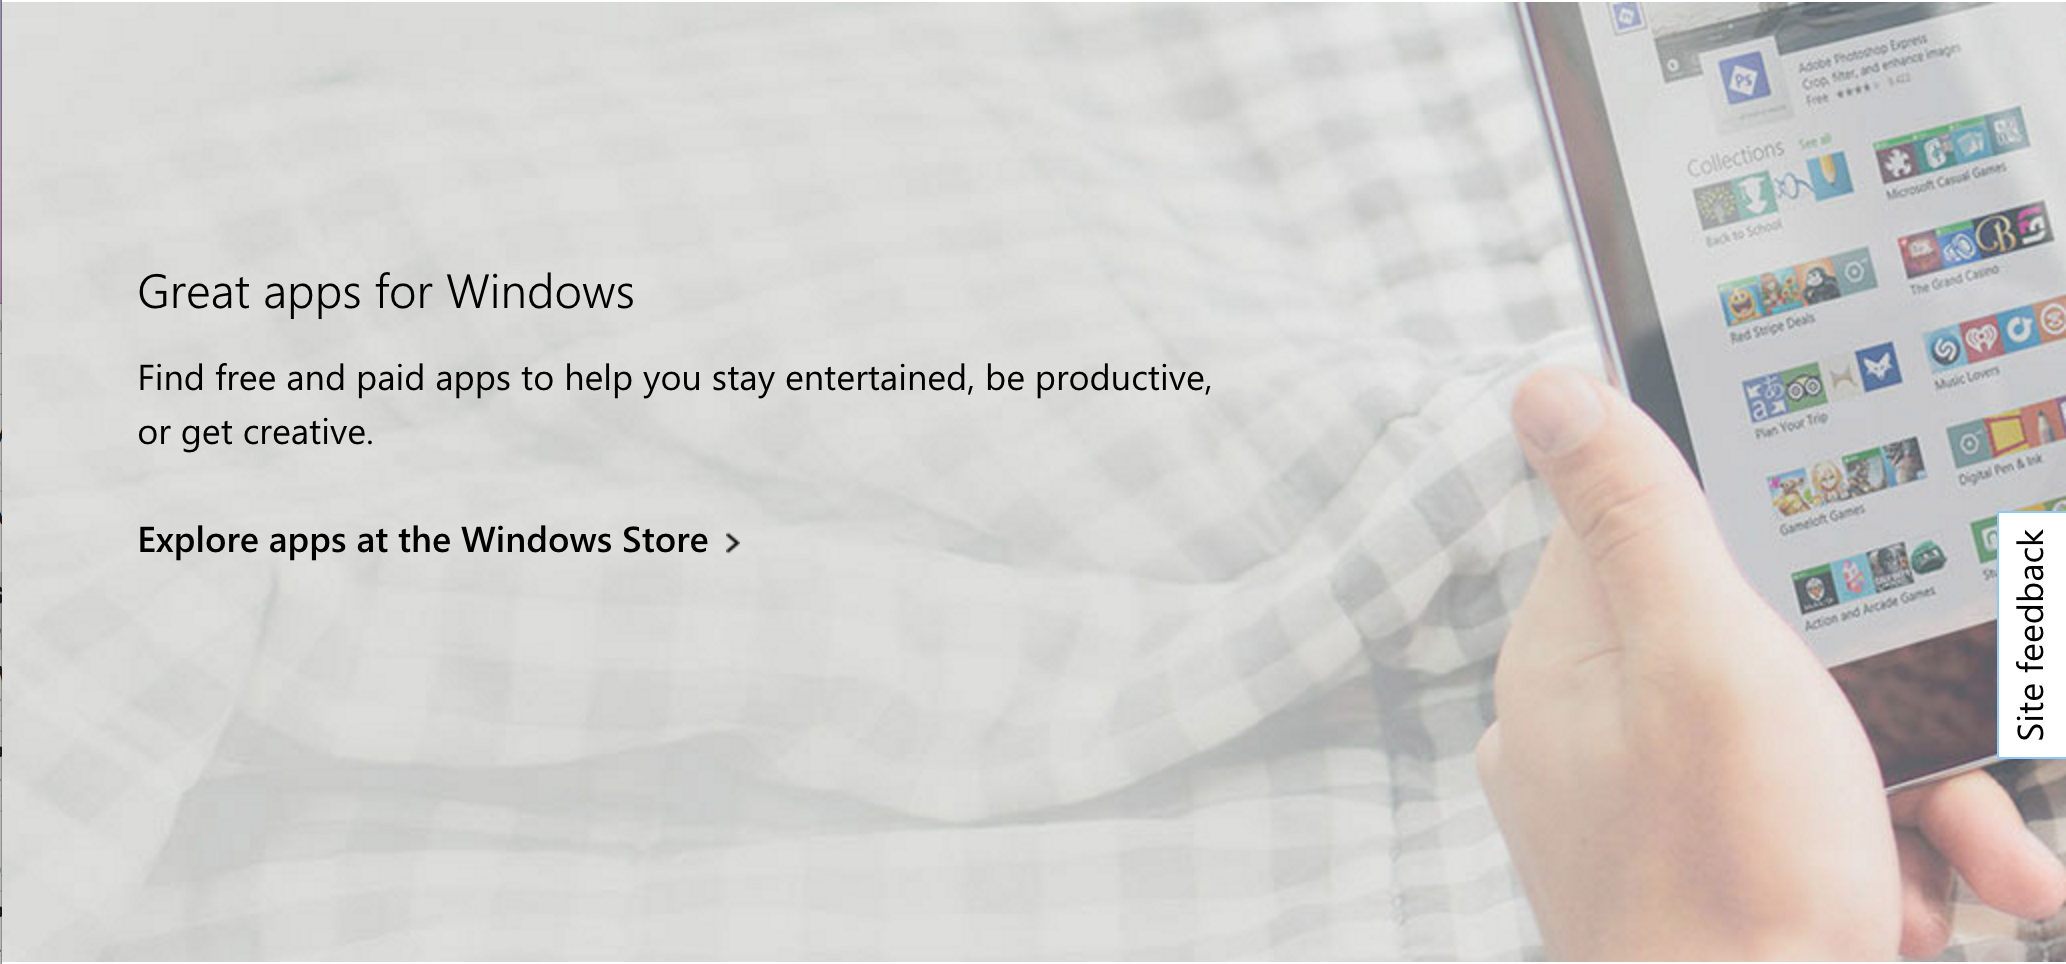 Great apps for Windows
Find free and paid apps to help you stay entertained, be productive,
or get creative.
Explore apps at the Windows Store
Adobe Photoshop Express
Crop, filter, and enhance images
Free
Ps
Collections
See all
Back to School
Microsoft Casual Games
Red Stripe Deals
The Grand Casino
Plan Your Trip
Music Lovers
Gameloft Games
Digital Pen & Ink
Action and Arcade Games
Site feedback